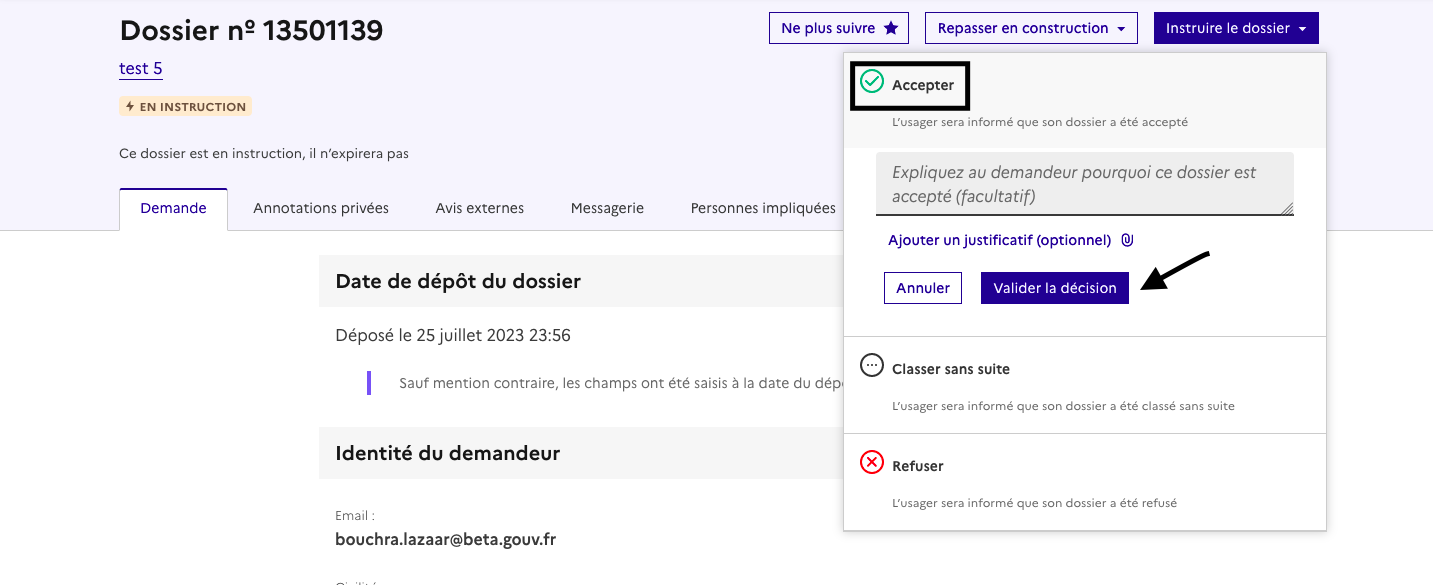 Dossier nº 13501139
Ne plus suivre
Repasser en construction
Instruire le dossier
test 5
EN INSTRUCTION
Ce dossier est en instruction, il n’expirera pas
Demande
Annotations privées
Avis externes
Messagerie
Personnes impliquées
Accepter
L’usager sera informé que son dossier a été accepté
Expliquez au demandeur pourquoi ce dossier est
accepté (facultatif)
Ajouter un justificatif (optionnel)
Annuler
Valider la décision
Classer sans suite
L’usager sera informé que son dossier a été classé sans suite
Refuser
L’usager sera informé que son dossier a été refusé
Date de dépôt du dossier
Déposé le 25 juillet 2023 23:56
Sauf mention contraire, les champs ont été saisis à la date du
Identité du demandeur
Email :
bouchra.lazaar@beta.gouv.fr